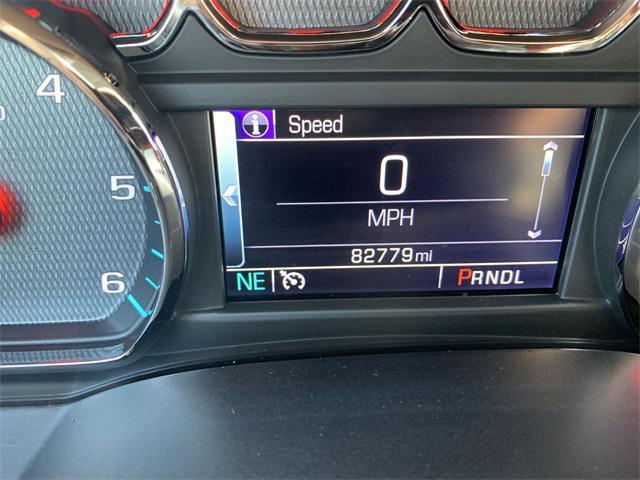 4
5
6
i Speed
0
MPH
82779mi
NE PRNDL